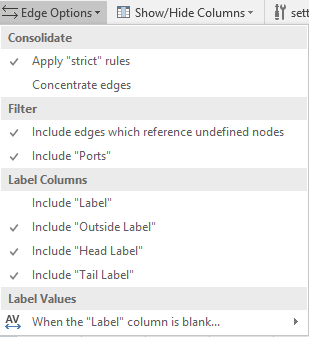 Edge Options Show/Hide Columns sett
Consolidate
Apply "strict" rules
Concentrate edges
Filter
Include edges which reference undefined nodes
Include "Ports"
Label Columns
Include "Label"
Include "Outside Label"
Include "Head Label"
Include "Tail Label"
Label Values
AV When the "Label" column is blank...